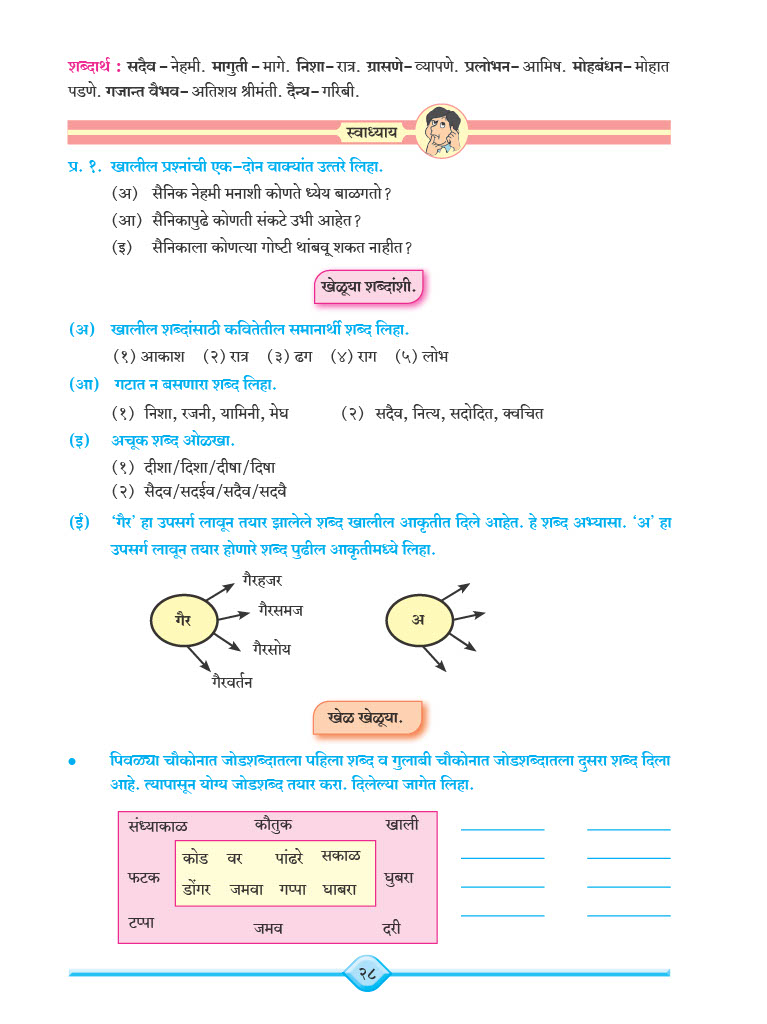 शब्दार्थ : सदैव – नेहमी. मागुती – मागे. निशा – रात्र. ग्रासणे – व्यापणे. प्रलोभन – आमिष. मोहबंधन – मोहात
पडणे. गजान्त वैभव – अतिशय श्रीमंती. दैन्य – गरिबी.
स्वाध्याय
प्र. १. खालील प्रश्नांची एक-दोन वाक्यांत उत्तरे लिहा.
(अ) सैनिक नेहमी मनाशी कोणते ध्येय बाळगतो?
(आ) सैनिकापुढे कोणती संकटे उभी आहेत?
(इ) सैनिकाला कोणत्या गोष्टी थांबवू शकत नाहीत?
खेळूया शब्दांशी.
(अ) खालील शब्दांसाठी कवितेतील समानार्थी शब्द लिहा.
(१) आकाश (२) रात्र (३) ढग (४) राग (५) लोभ
(आ) गटात न बसणारा शब्द लिहा.
(१) निशा, रजनी, यामिनी, मेघ (२) सदैव, नित्य, सदोदित, क्वचित
(इ) अचूक शब्द ओळखा.
(१) दीशा/दिशा/दीषा/दिषा
(२) सैदव/सदईव/सदैव/सदवै
(ई) ‘गैर’ हा उपसर्ग लावून तयार झालेले शब्द खालील आकृतीत दिले आहेत. हे शब्द अभ्यासा. ‘अ’ हा
उपसर्ग लावून तयार होणारे शब्द पुढील आकृतीमध्ये लिहा.
गैरहजर
गैरसमज
गैर अ
गैरसोय
गैरवर्तन
खेळ खेळूया.
• पिवळ्या चौकोनात जोडशब्दातला पहिला शब्द व गुलाबी चौकोनात जोडशब्दातला दुसरा शब्द दिला
आहे. त्यापासून योग्य जोडशब्द तयार करा. दिलेल्या जागेत लिहा.
संध्याकाळ कौतुक खाली
कोड वर पांढरे सकाळ
फटक घुबरा
डोंगर जमवा गप्पा घाबरा
टप्पा जमव दरी
२८